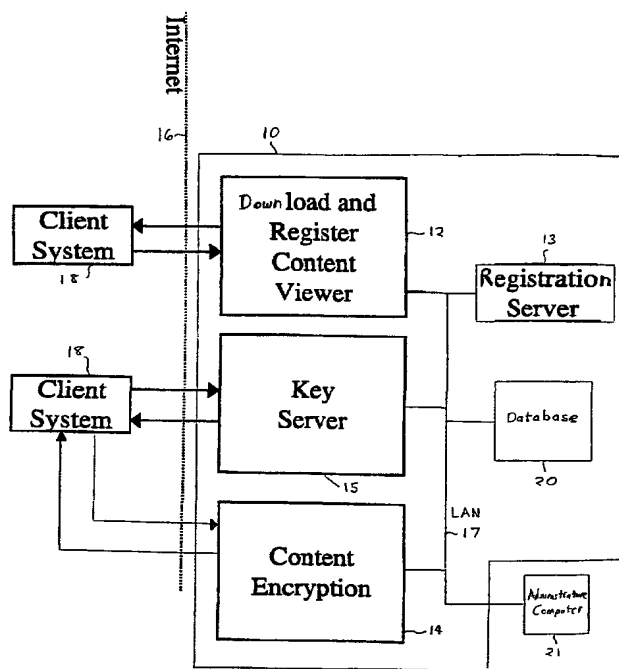 Internet
16
10
Client
System
18
Download and
Register
Content
Viewer
12
13
Registration
Server
18
Client
System
Key
Server
15
Database
20
LAN
17
Content
Encryption
14
Administrative
Computer
21